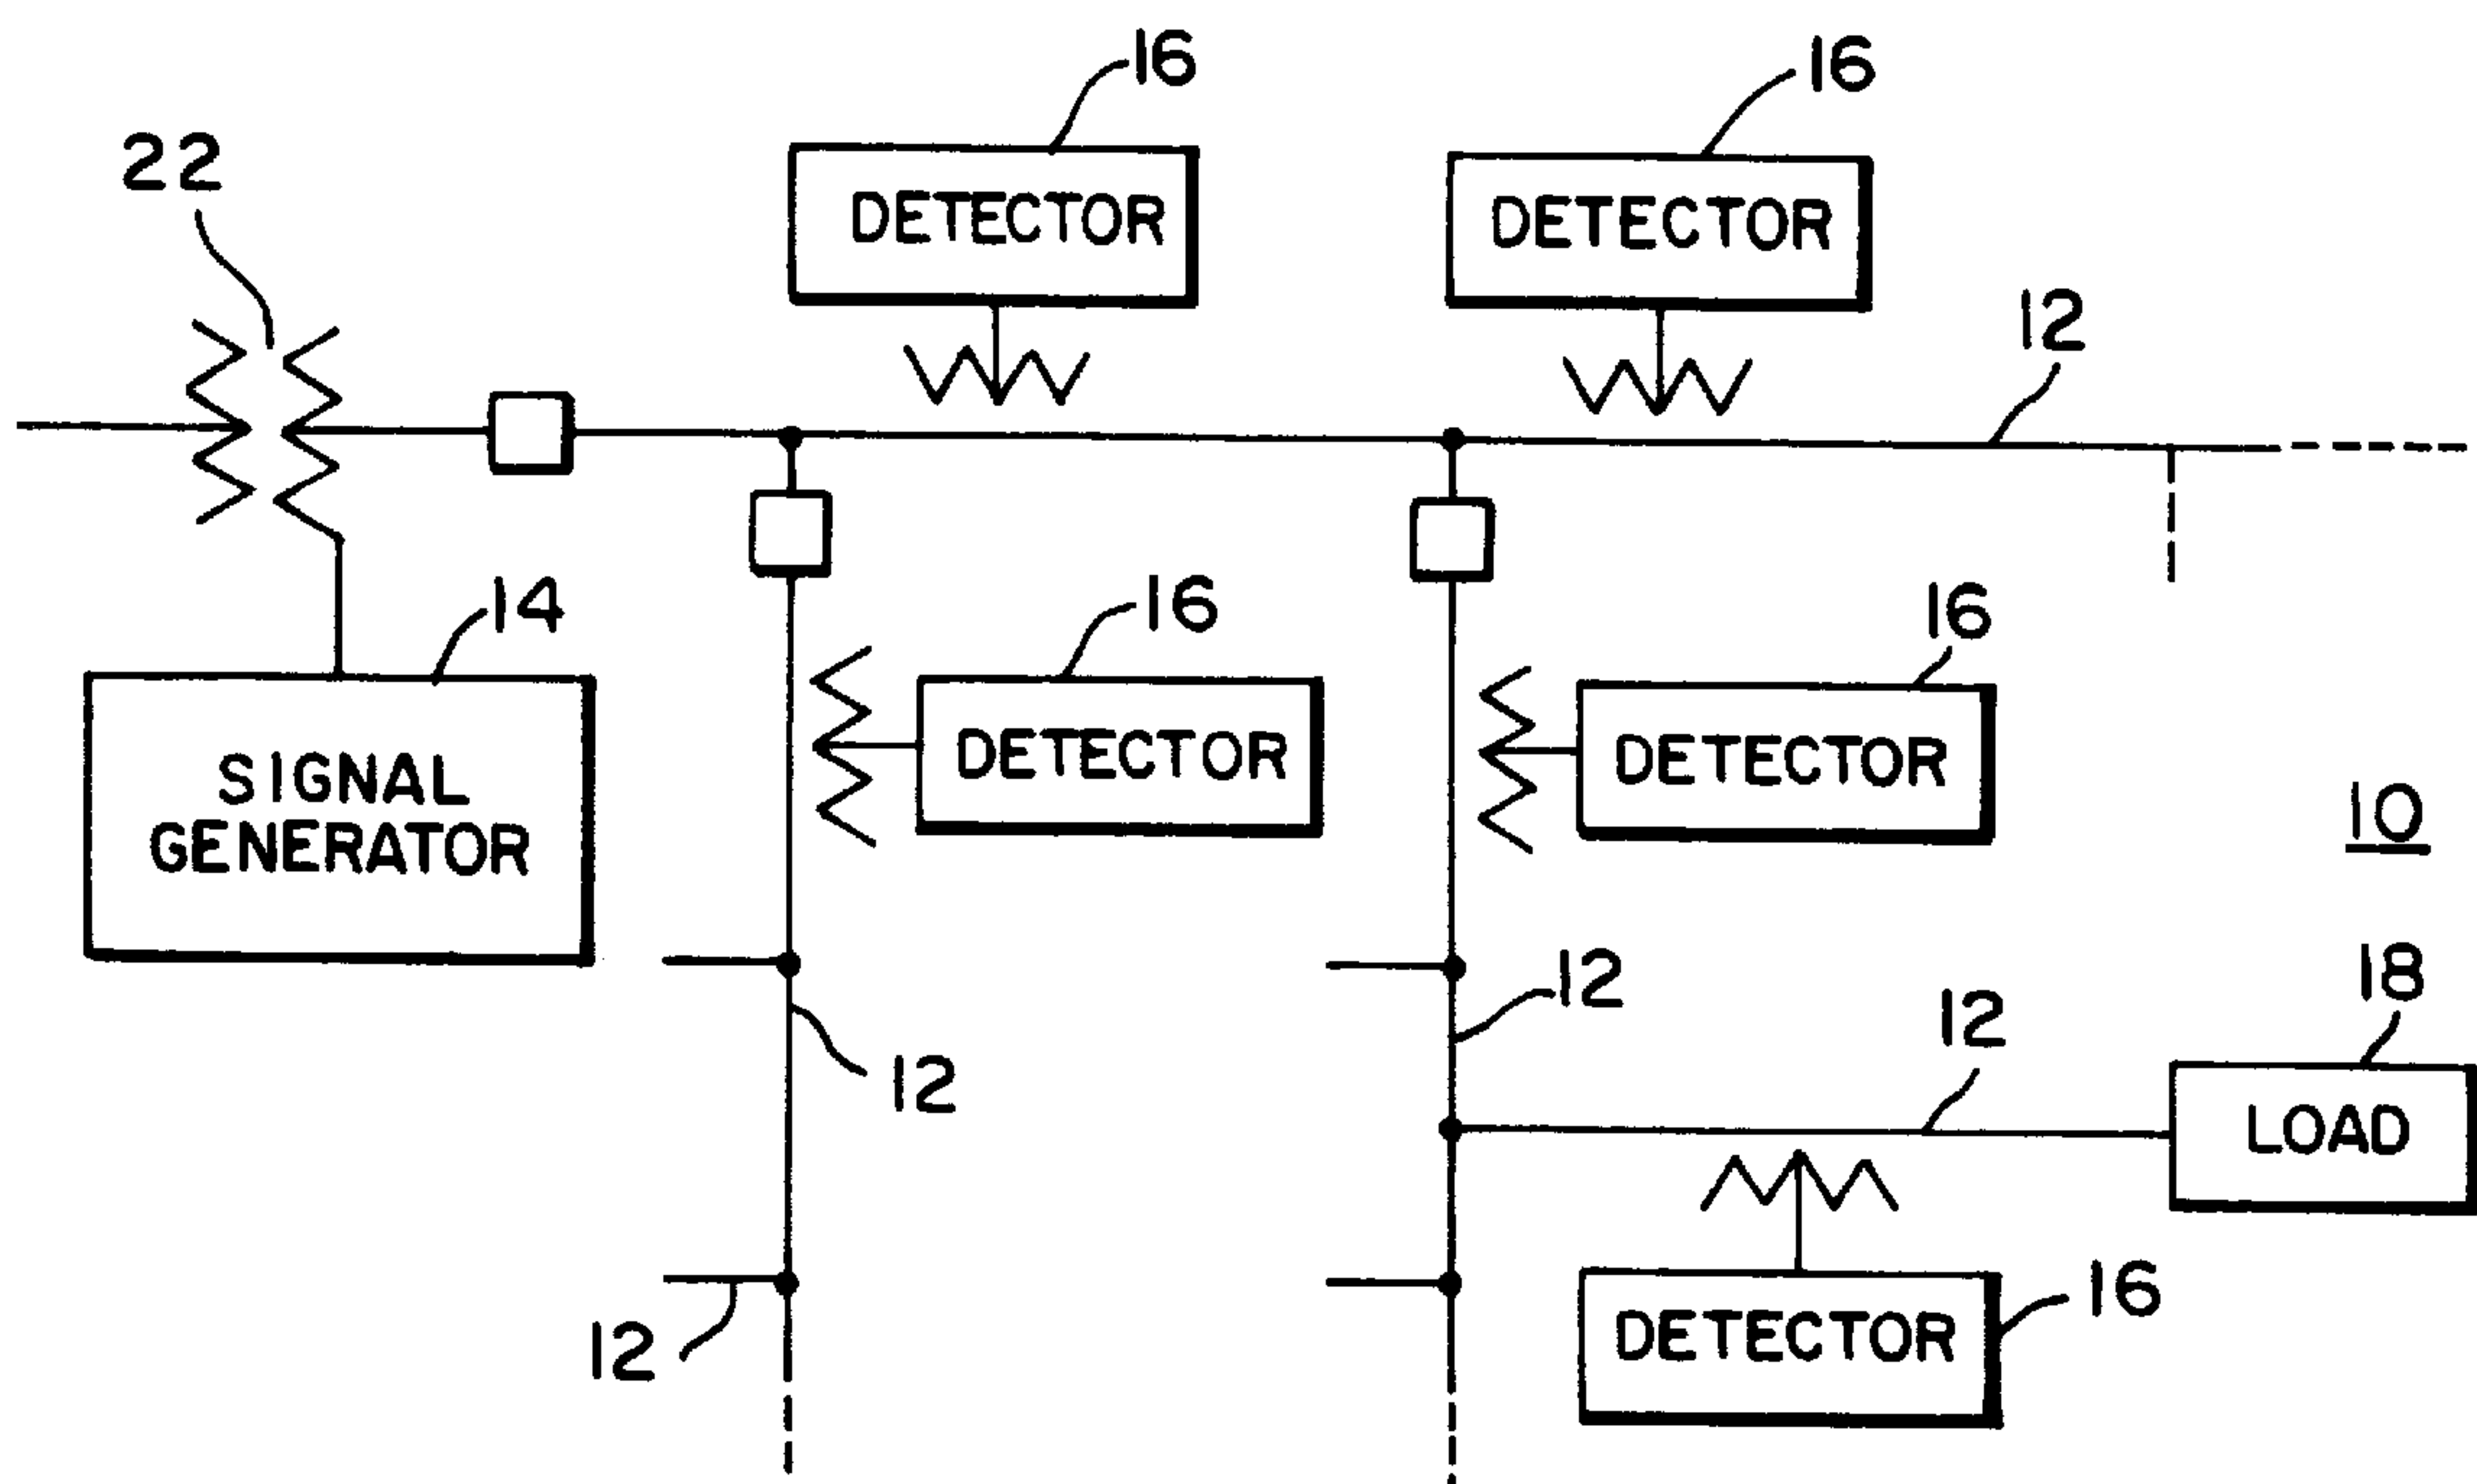 16
16
22
DETECTOR
DETECTOR
12
14
16
16
SIGNAL
GENERATOR
DETECTOR
DETECTOR
10
12
12
12
18
LOAD
12
DETECTOR
16